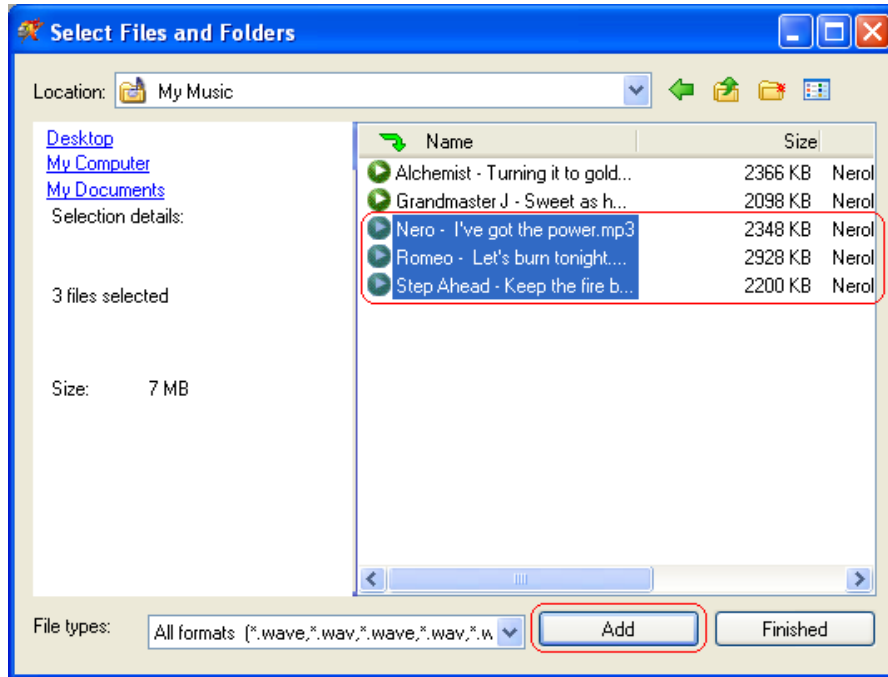 Select Files and Folders
Location: My Music
Desktop
My Computer
My Documents
Selection details:
3 files selected
Size: 7 MB
Name Size
Alchemist - Turning it to gold... 2366 KB Nerol
Grandmaster J - Sweet as h... 2098 KB Nerol
Nero - I've got the power.mp3 2348 KB Nerol
Romeo - Let's burn tonight.... 2928 KB Nerol
Step Ahead - Keep the fire b... 2200 KB Nerol
File types: All formats (*.wave,*.wav,*.wave,*.wav,*.w Add Finished